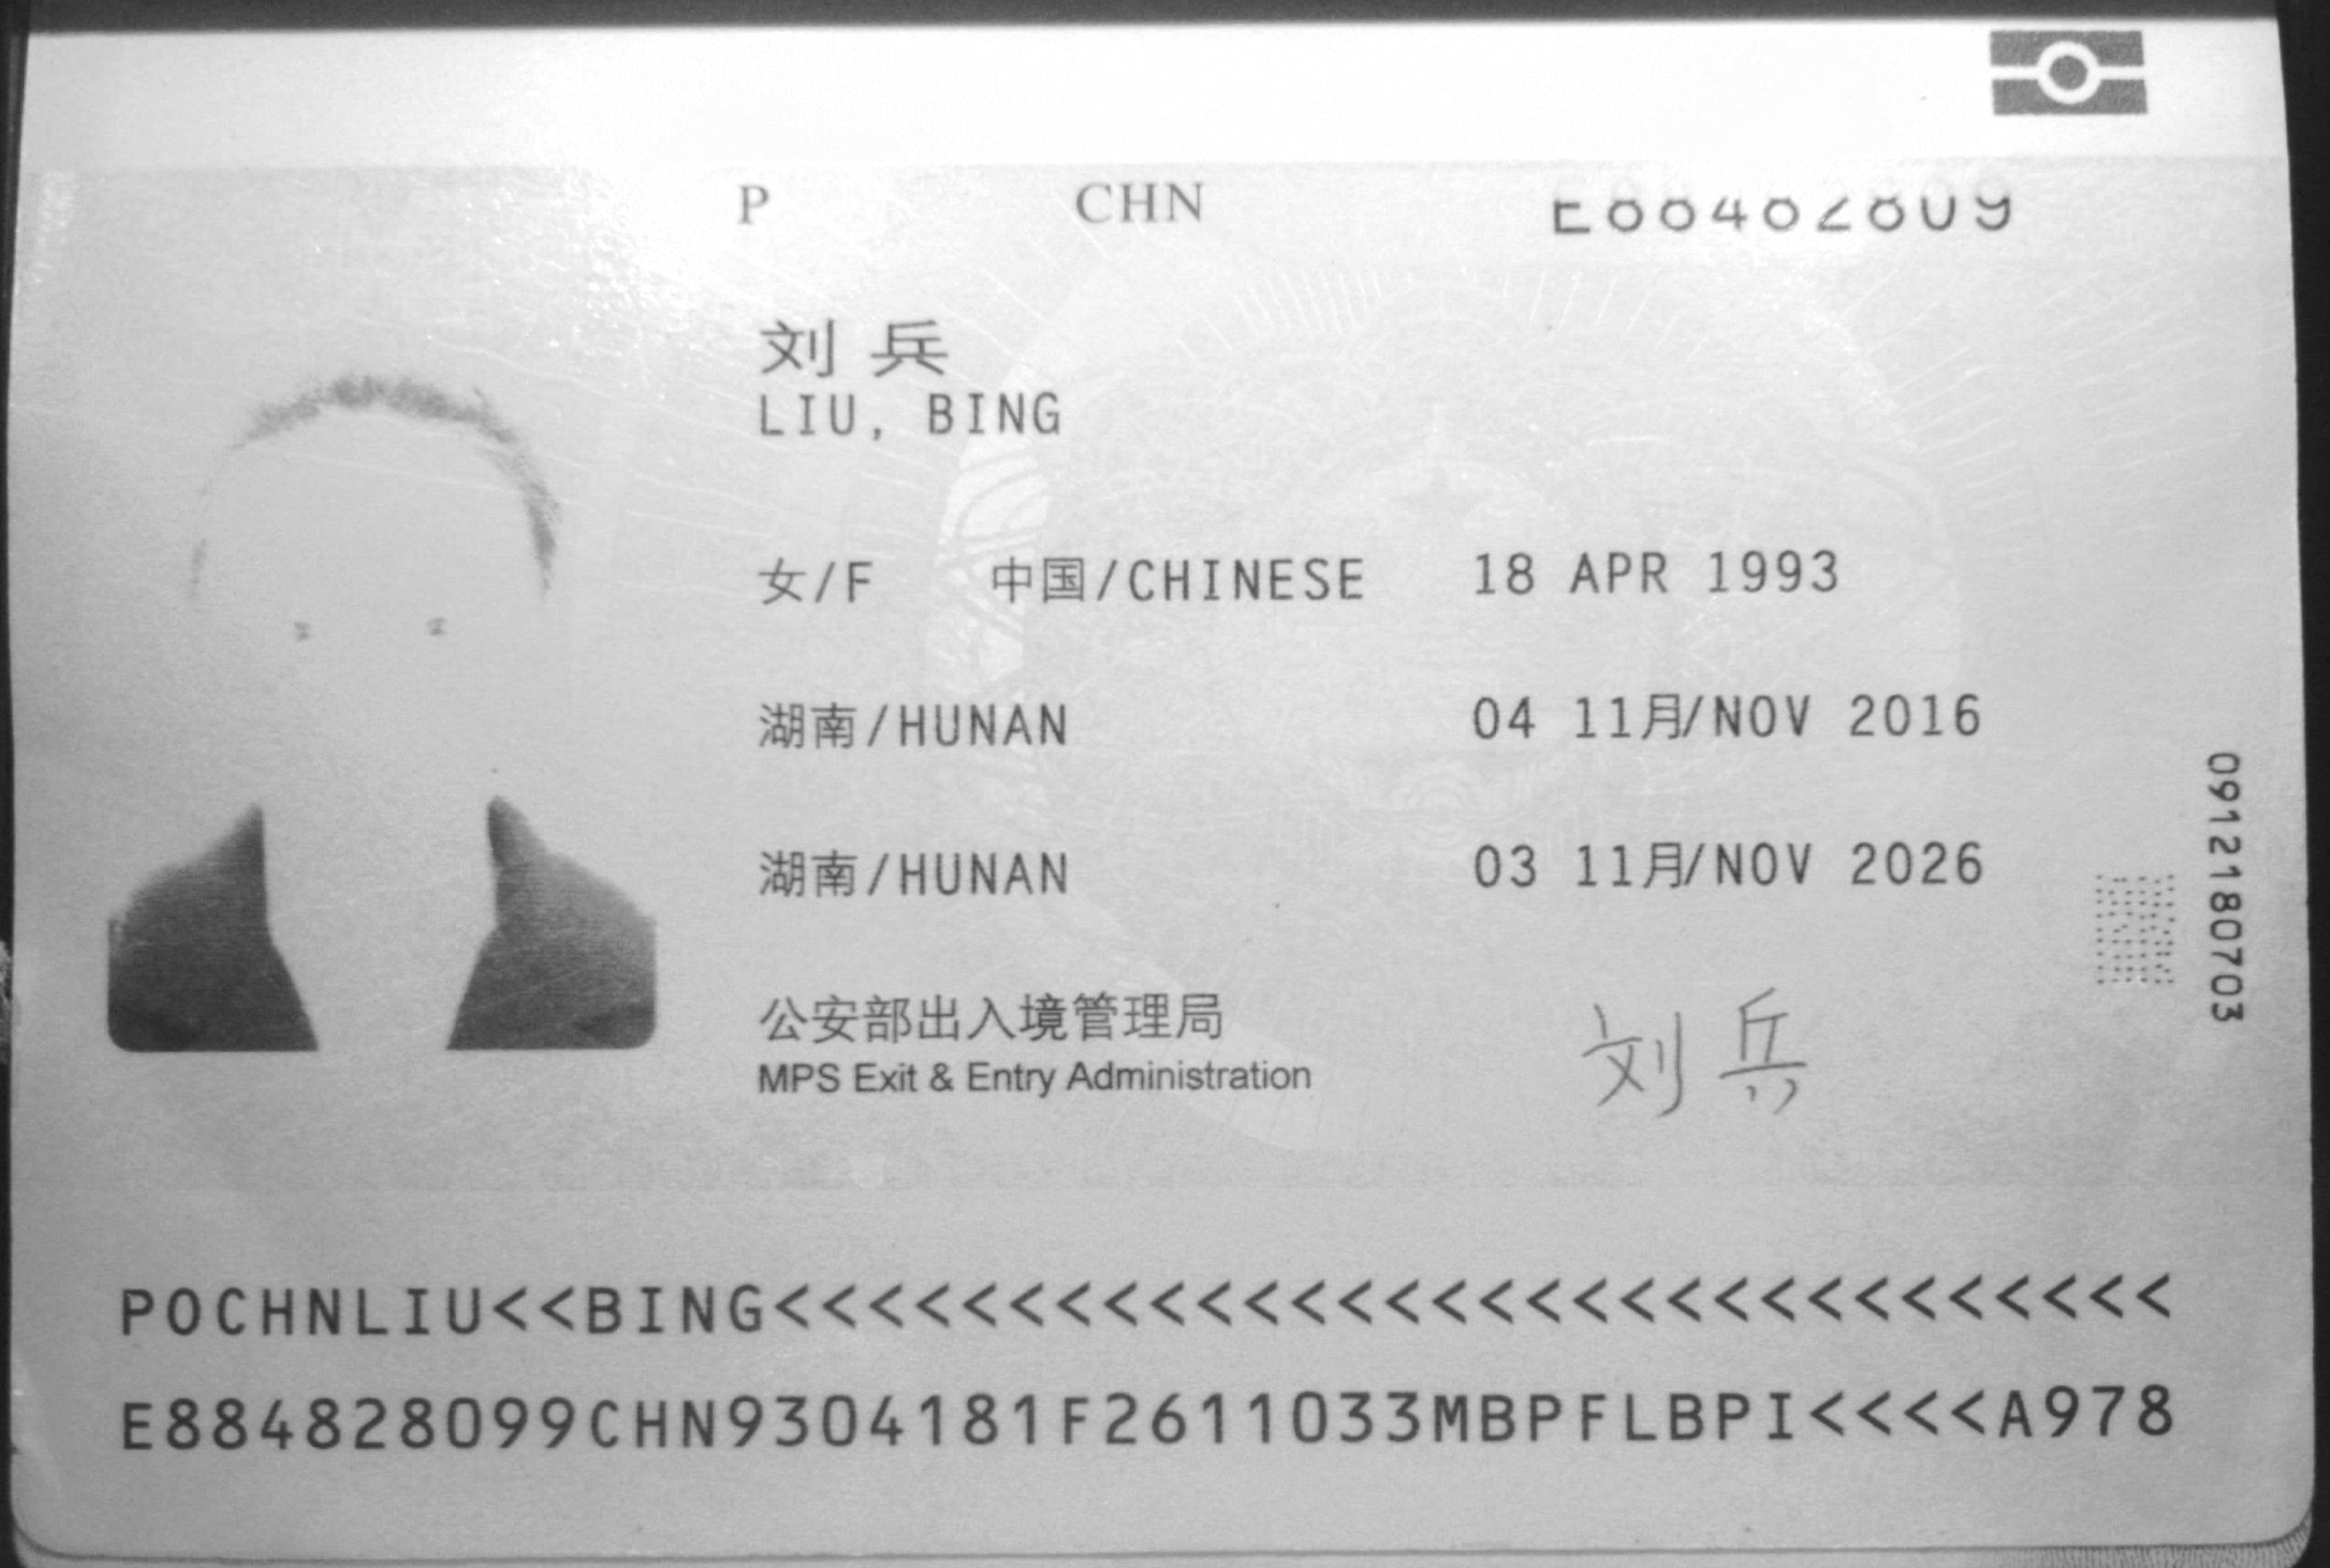 P CHN E88482809
刘兵
LIU, BING
女/F 中国/CHINESE 18 APR 1993
湖南/HUNAN 04 11月/NOV 2016
湖南/HUNAN 03 11月/NOV 2026
0912180703
公安部出入境管理局
MPS Exit & Entry Administration
刘兵
POCHNLIU<<BING<<<<<<<<<<<<<<<<<<<<<<<<<<<<<<
E884828099CHN9304181F2611033MBPFLBPI<<<<A978